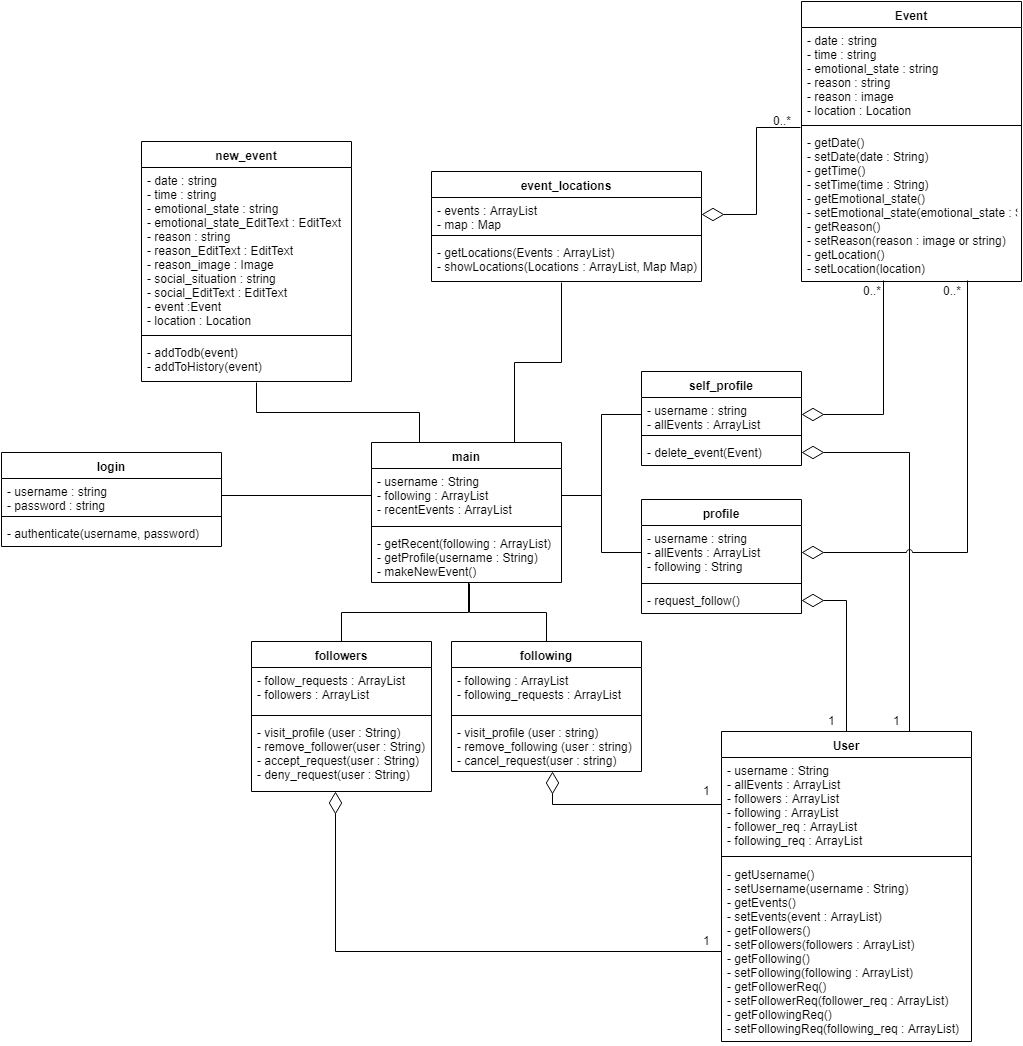 Event
- date : string
- time : string
- emotional_state : string
- reason : string
- reason : image
- location : Location
- getDate()
- setDate(date : String)
- getTime()
- setTime(time : String)
- getEmotional_state()
- setEmotional_state(emotional_state :
- getReason()
- setReason(reason : image or string)
- getLocation()
- setLocation(location)
0..*
0..*
0..*
new_event
- date : string
- time : string
- emotional_state : string
- emotional_state_EditText : EditText
- reason : string
- reason_EditText : EditText
- reason_image : Image
- social_situation : string
- social_EditText : EditText
- event :Event
- location : Location
- addTodb(event)
- addToHistory(event)
event_locations
- events : ArrayList
- map : Map
- getLocations(Events : ArrayList)
- showLocations(Locations : ArrayList, Map Map)
self_profile
- username : string
- allEvents : ArrayList
- delete_event(Event)
login
- username : string
- password : string
- authenticate(username, password)
main
- username : String
- following : ArrayList
- recentEvents : ArrayList
- getRecent(following : ArrayList)
- getProfile(username : String)
- makeNewEvent()
profile
- username : string
- allEvents : ArrayList
- following : String
- request_follow()
followers
- follow_requests : ArrayList
- followers : ArrayList
- visit_profile (user : String)
- remove_follower(user : String)
- accept_request(user : String)
- deny_request(user : String)
following
- following : ArrayList
- following_requests : ArrayList
- visit_profile (user : string)
- remove_following (user : string)
- cancel_request(user : string)
1
1
1
1
User
- username : String
- allEvents : ArrayList
- followers : ArrayList
- following : ArrayList
- follower_req : ArrayList
- following_req : ArrayList
- getUsername()
- setUsername(username : String)
- getEvents()
- setEvents(event : ArrayList)
- getFollowers()
- setFollowers(followers : ArrayList)
- getFollowing()
- setFollowing(following : ArrayList)
- getFollowerReq()
- setFollowerReq(follower_req : ArrayList)
- getFollowingReq()
- setFollowingReq(following_req : ArrayList)